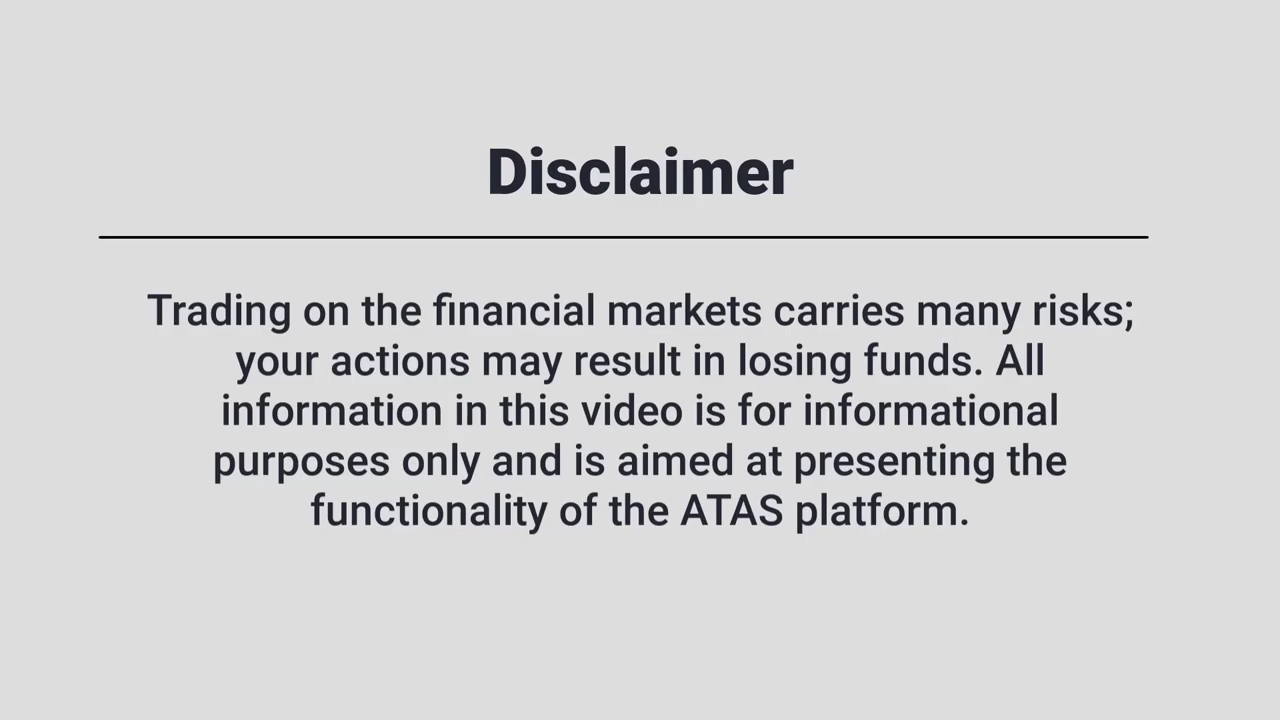 Disclaimer
Trading on the financial markets carries many risks;
your actions may result in losing funds. All
information in this video is for informational
purposes only and is aimed at presenting the
functionality of the ATAS platform.